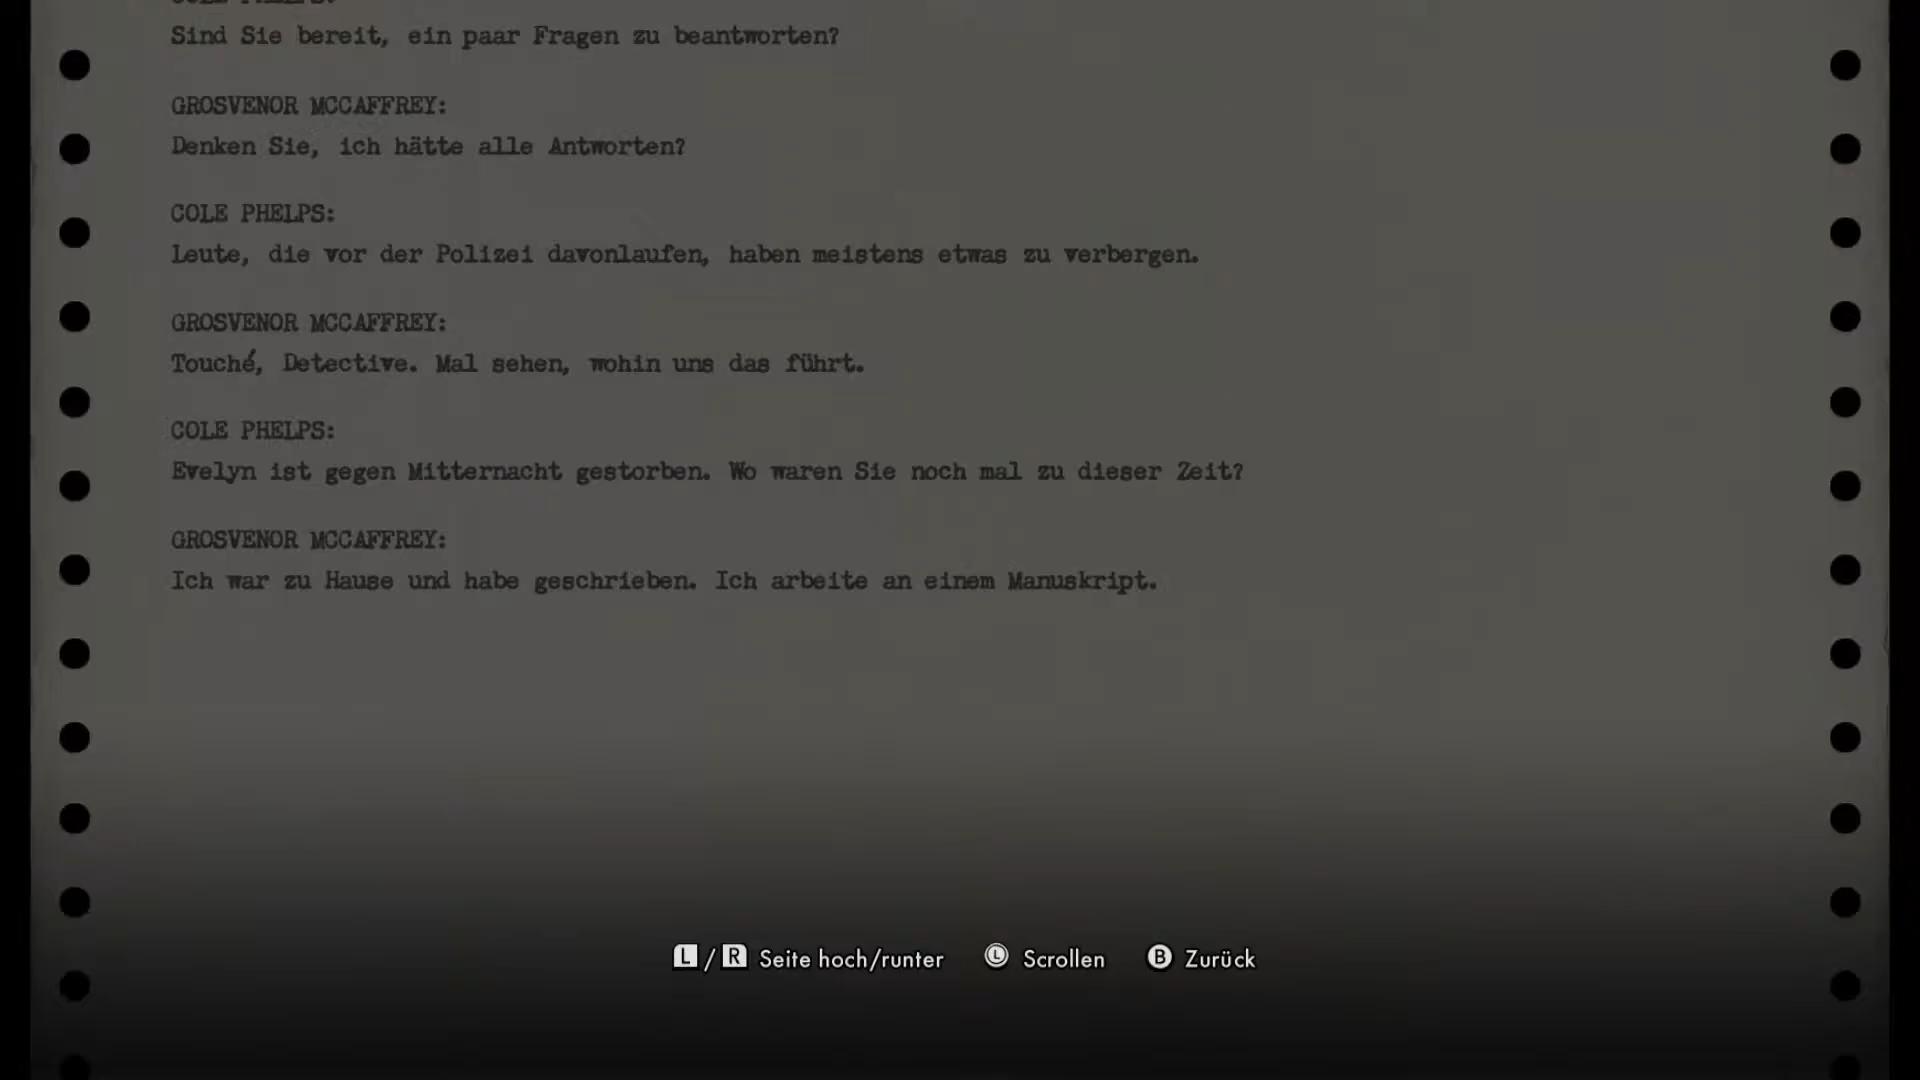 COLE PHELPS:
Sind Sie bereit, ein paar Fragen zu beantworten?
GROSVENOR MCCAFFREY:
Denken Sie, ich hätte alle Antworten?
COLE PHELPS:
Leute, die vor der Polizei davonlaufen, haben meistens etwas zu verbergen.
GROSVENOR MCCAFFREY:
Touché, Detective. Mal sehen, wohin uns das führt.
COLE PHELPS:
Evelyn ist gegen Mitternacht gestorben. Wo waren Sie noch mal zu dieser Zeit?
GROSVENOR MCCAFFREY:
Ich war zu Hause und habe geschrieben. Ich arbeite an einem Manuskript.
L / R Seite hoch/runter L Scrollen B Zurück